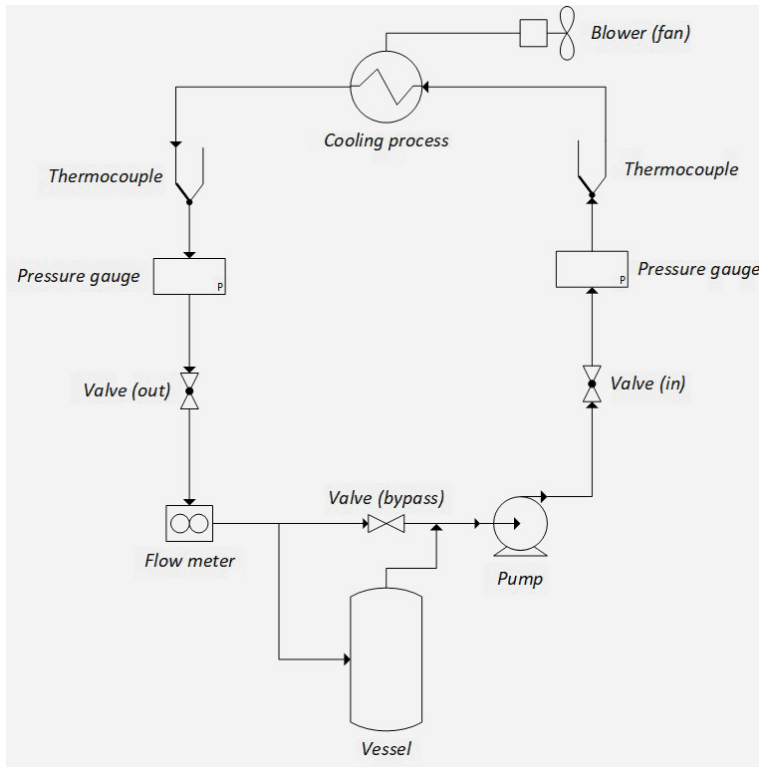 Blower (fan)
Cooling process
Thermocouple
Thermocouple
Pressure gauge
P
P
Pressure gauge
Valve (out)
Valve (in)
Valve (bypass)
Flow meter
Pump
Vessel